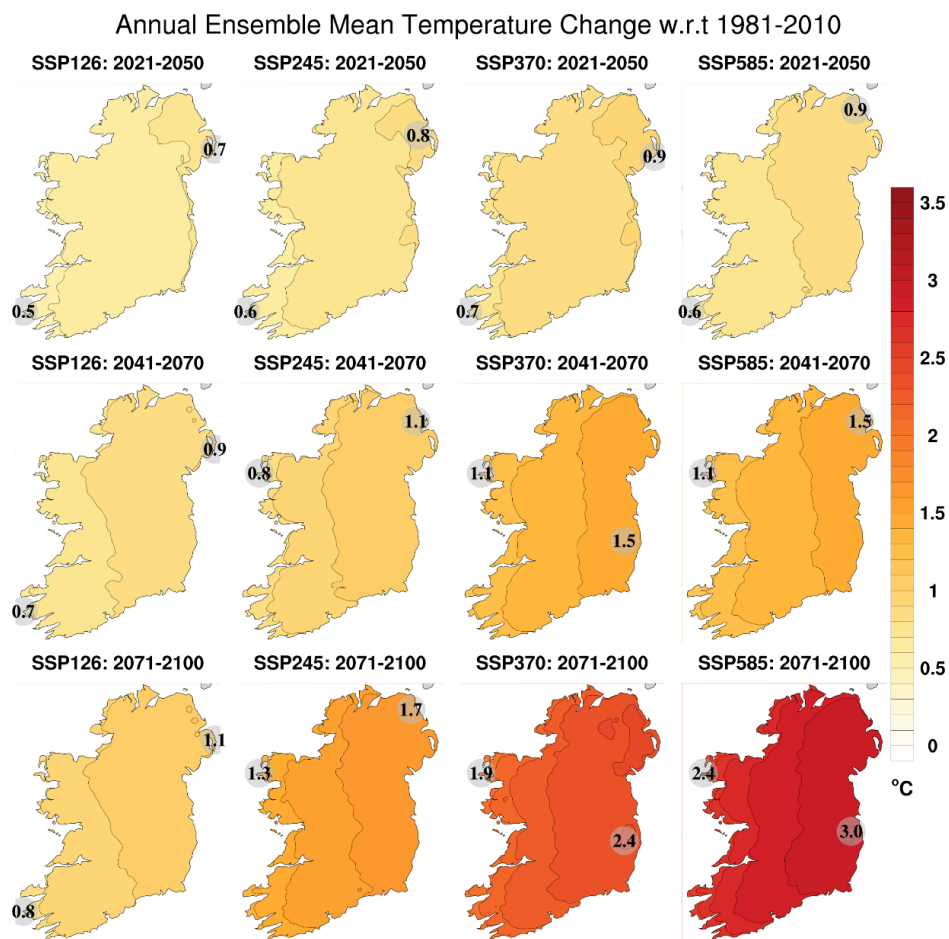 Annual Ensemble Mean Temperature Change w.r.t 1981-2010
SSP126: 2021-2050
SSP245: 2021-2050
SSP370: 2021-2050
SSP585: 2021-2050
0.7
0.5
0.8
0.6
0.9
0.7
0.9
0.6
SSP126: 2041-2070
SSP245: 2041-2070
SSP370: 2041-2070
SSP585: 2041-2070
0.9
0.7
1.1
0.8
1.1
1.5
1.5
1.1
SSP126: 2071-2100
SSP245: 2071-2100
SSP370: 2071-2100
SSP585: 2071-2100
1.1
0.8
1.7
1.3
1.9
2.4
2.4
3.0
3.5
3
2.5
2
1.5
1
0.5
0
°C